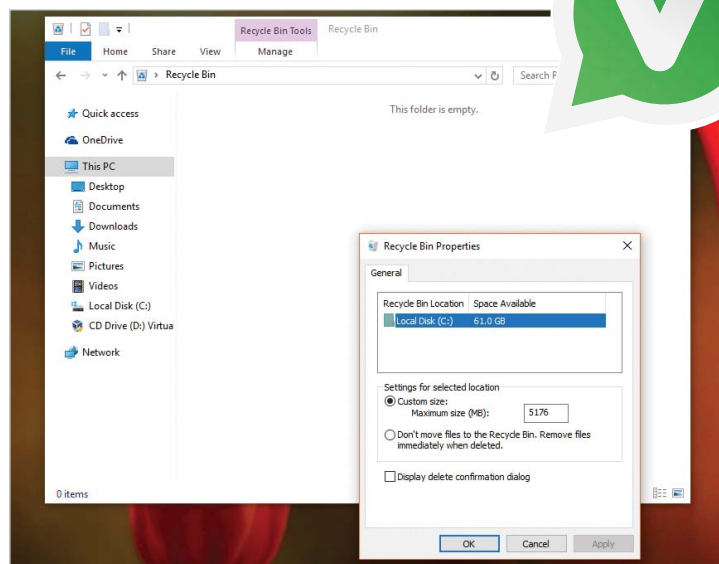 Recycle Bin Tools
Recycle Bin
File
Home
Share
View
Manage
Recycle Bin
Search
Quick access
OneDrive
This PC
Desktop
Documents
Downloads
Music
Pictures
Videos
Local Disk (C:)
CD Drive (D:) Virtua
Network
This folder is empty.
0 items
Recycle Bin Properties
General
Recycle Bin Location Space Available
Local Disk (C:) 61.0 GB
Settings for selected location
Custom size:
Maximum size (MB): 5176
Don't move files to the Recycle Bin. Remove files
immediately when deleted.
Display delete confirmation dialog
OK Cancel Apply